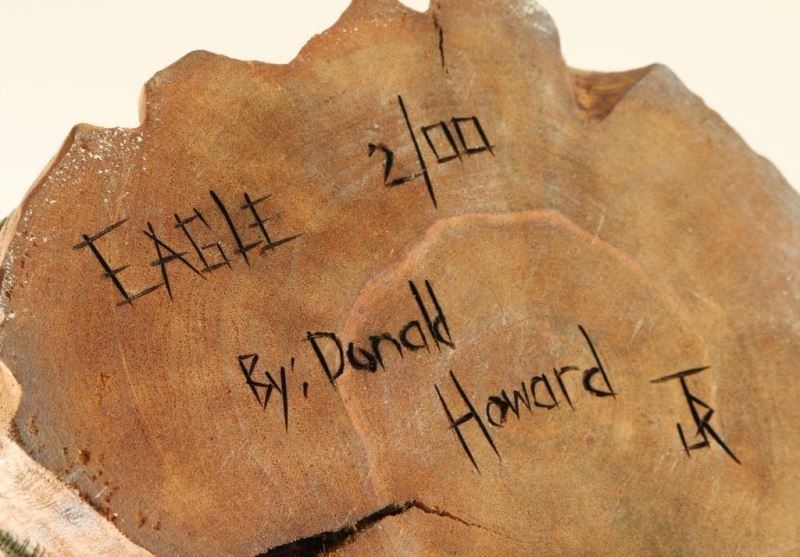 EAGLE 2/00
By; Donald
Howard JR